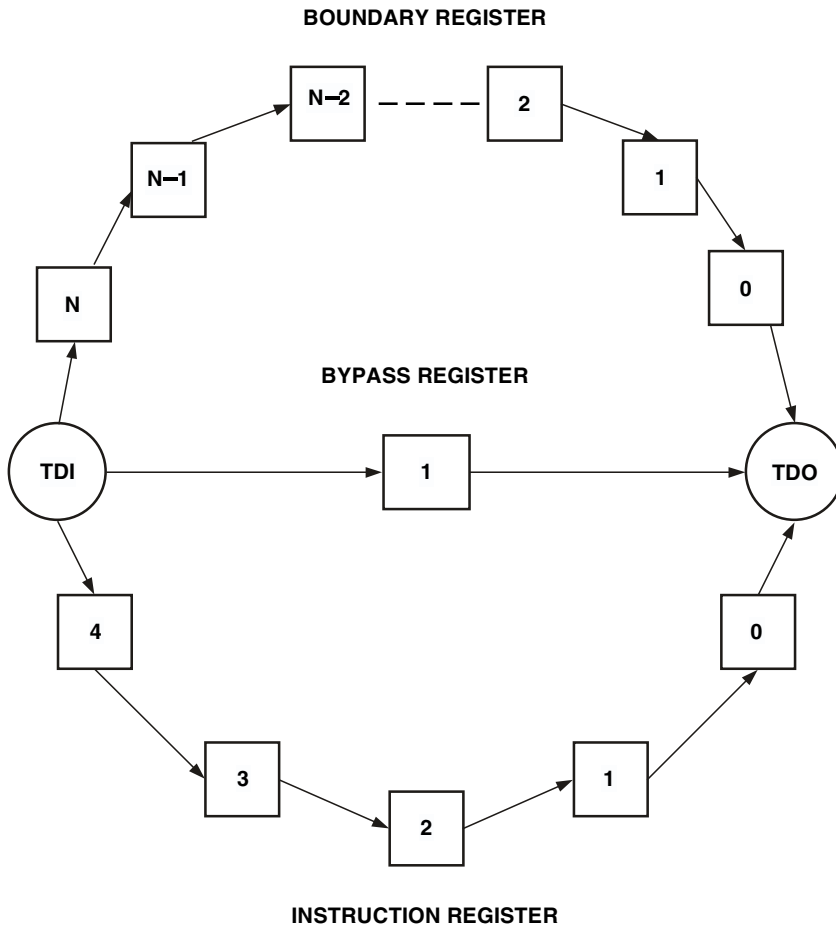 BOUNDARY REGISTER
N–2
2
N–1
1
N
0
BYPASS REGISTER
TDI
1
TDO
4
0
3
1
2
INSTRUCTION REGISTER